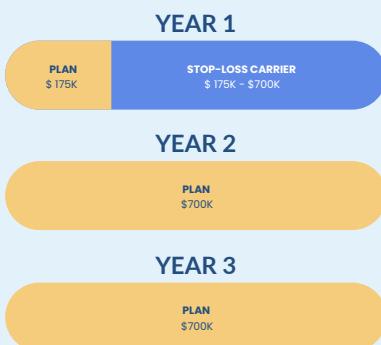 YEAR 1
PLAN
$ 175K
STOP-LOSS CARRIER
$ 175K - $700K
YEAR 2
PLAN
$700K
YEAR 3
PLAN
$700K